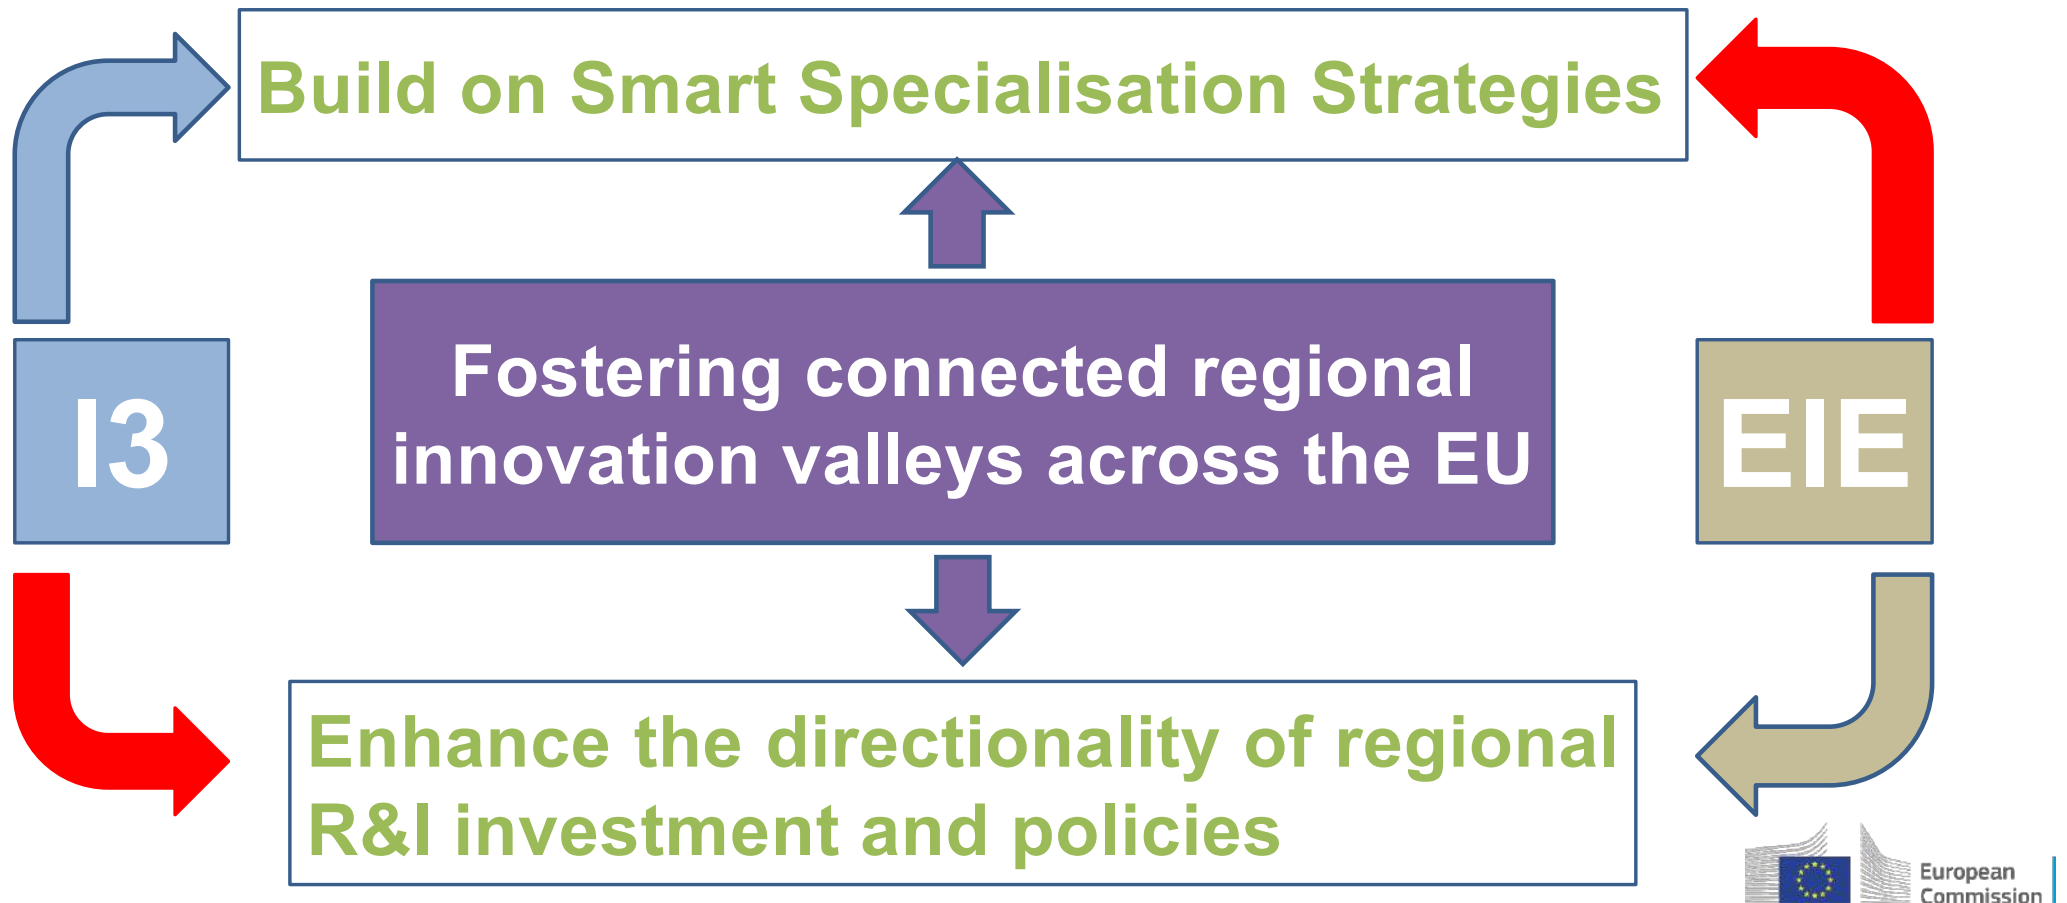 Build on Smart Specialisation Strategies
I3
Fostering connected regional
innovation valleys across the EU
EIE
Enhance the directionality of regional
R&I investment and policies
European
Commission